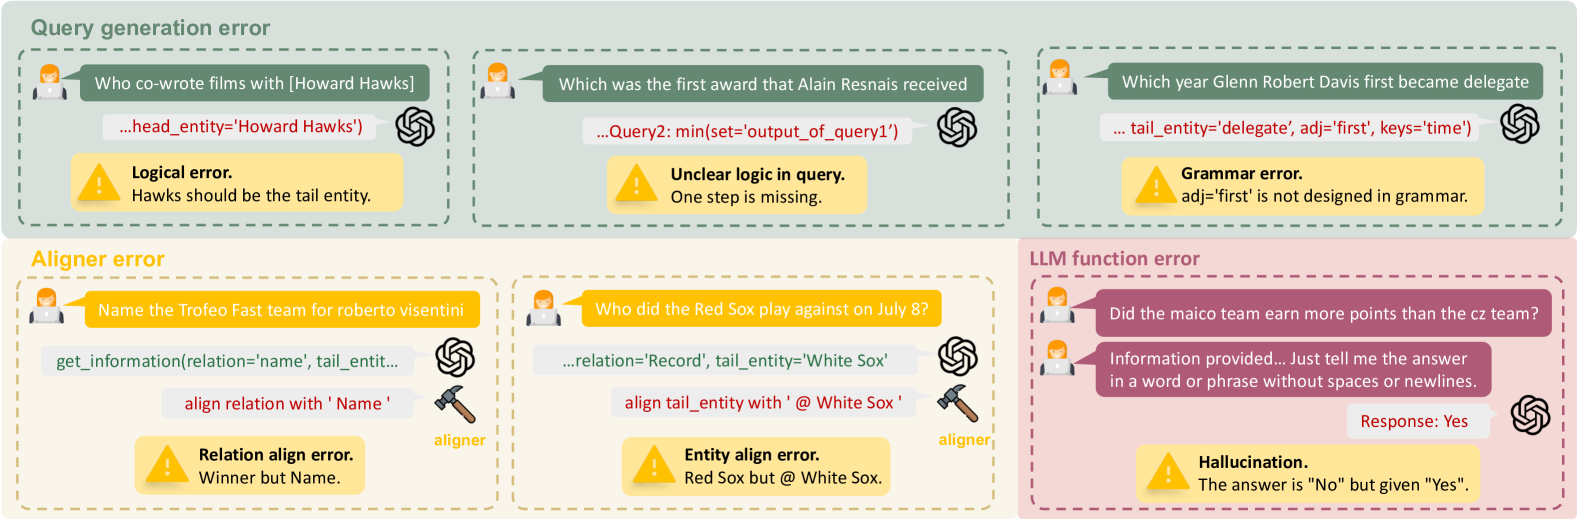 Query generation error
Who co-wrote films with [Howard Hawks]
...head_entity='Howard Hawks')
Logical error.
Hawks should be the tail entity.
Which was the first award that Alain Resnais received
...Query2: min(set='output_of_query1’)
Unclear logic in query.
One step is missing.
Which year Glenn Robert Davis first became delegate
... tail_entity='delegate’, adj='first', keys='time')
Grammar error.
adj='first' is not designed in grammar.
Aligner error
Name the Trofeo Fast team for roberto visentini
get_information(relation='name', tail_entit...
align relation with ' Name '
aligner
Relation align error.
Winner but Name.
Who did the Red Sox play against on July 8?
...relation='Record', tail_entity='White Sox'
align tail_entity with ' @ White Sox '
aligner
Entity align error.
Red Sox but @ White Sox.
LLM function error
Did the maico team earn more points than the cz team?
Information provided... Just tell me the answer
in a word or phrase without spaces or newlines.
Response: Yes
Hallucination.
The answer is "No" but given "Yes".